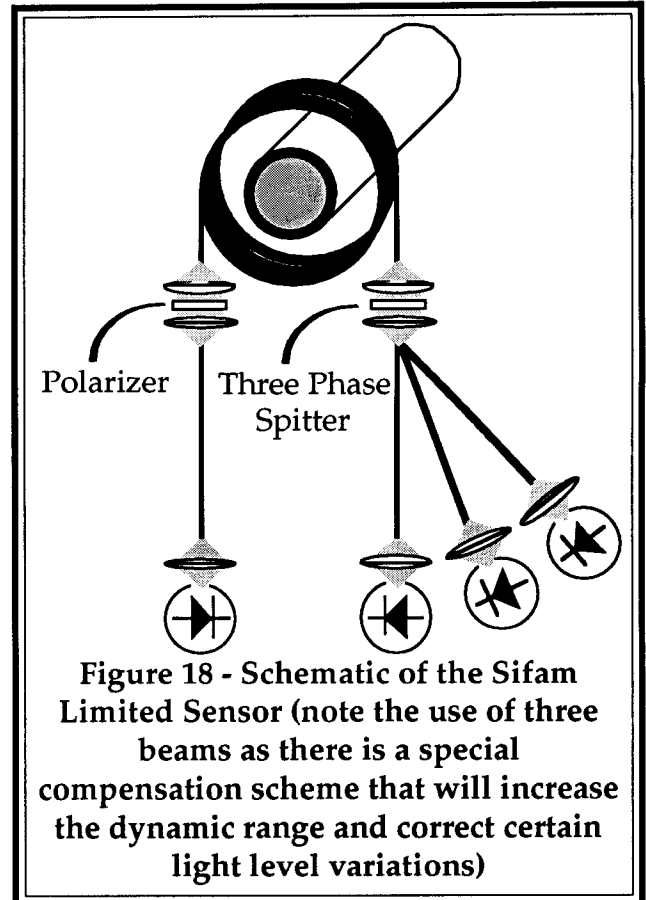 Polarizer
Three Phase
Spitter
Figure 18 - Schematic of the Sifam
Limited Sensor (note the use of three
beams as there is a special
compensation scheme that will increase
the dynamic range and correct certain
light level variations)